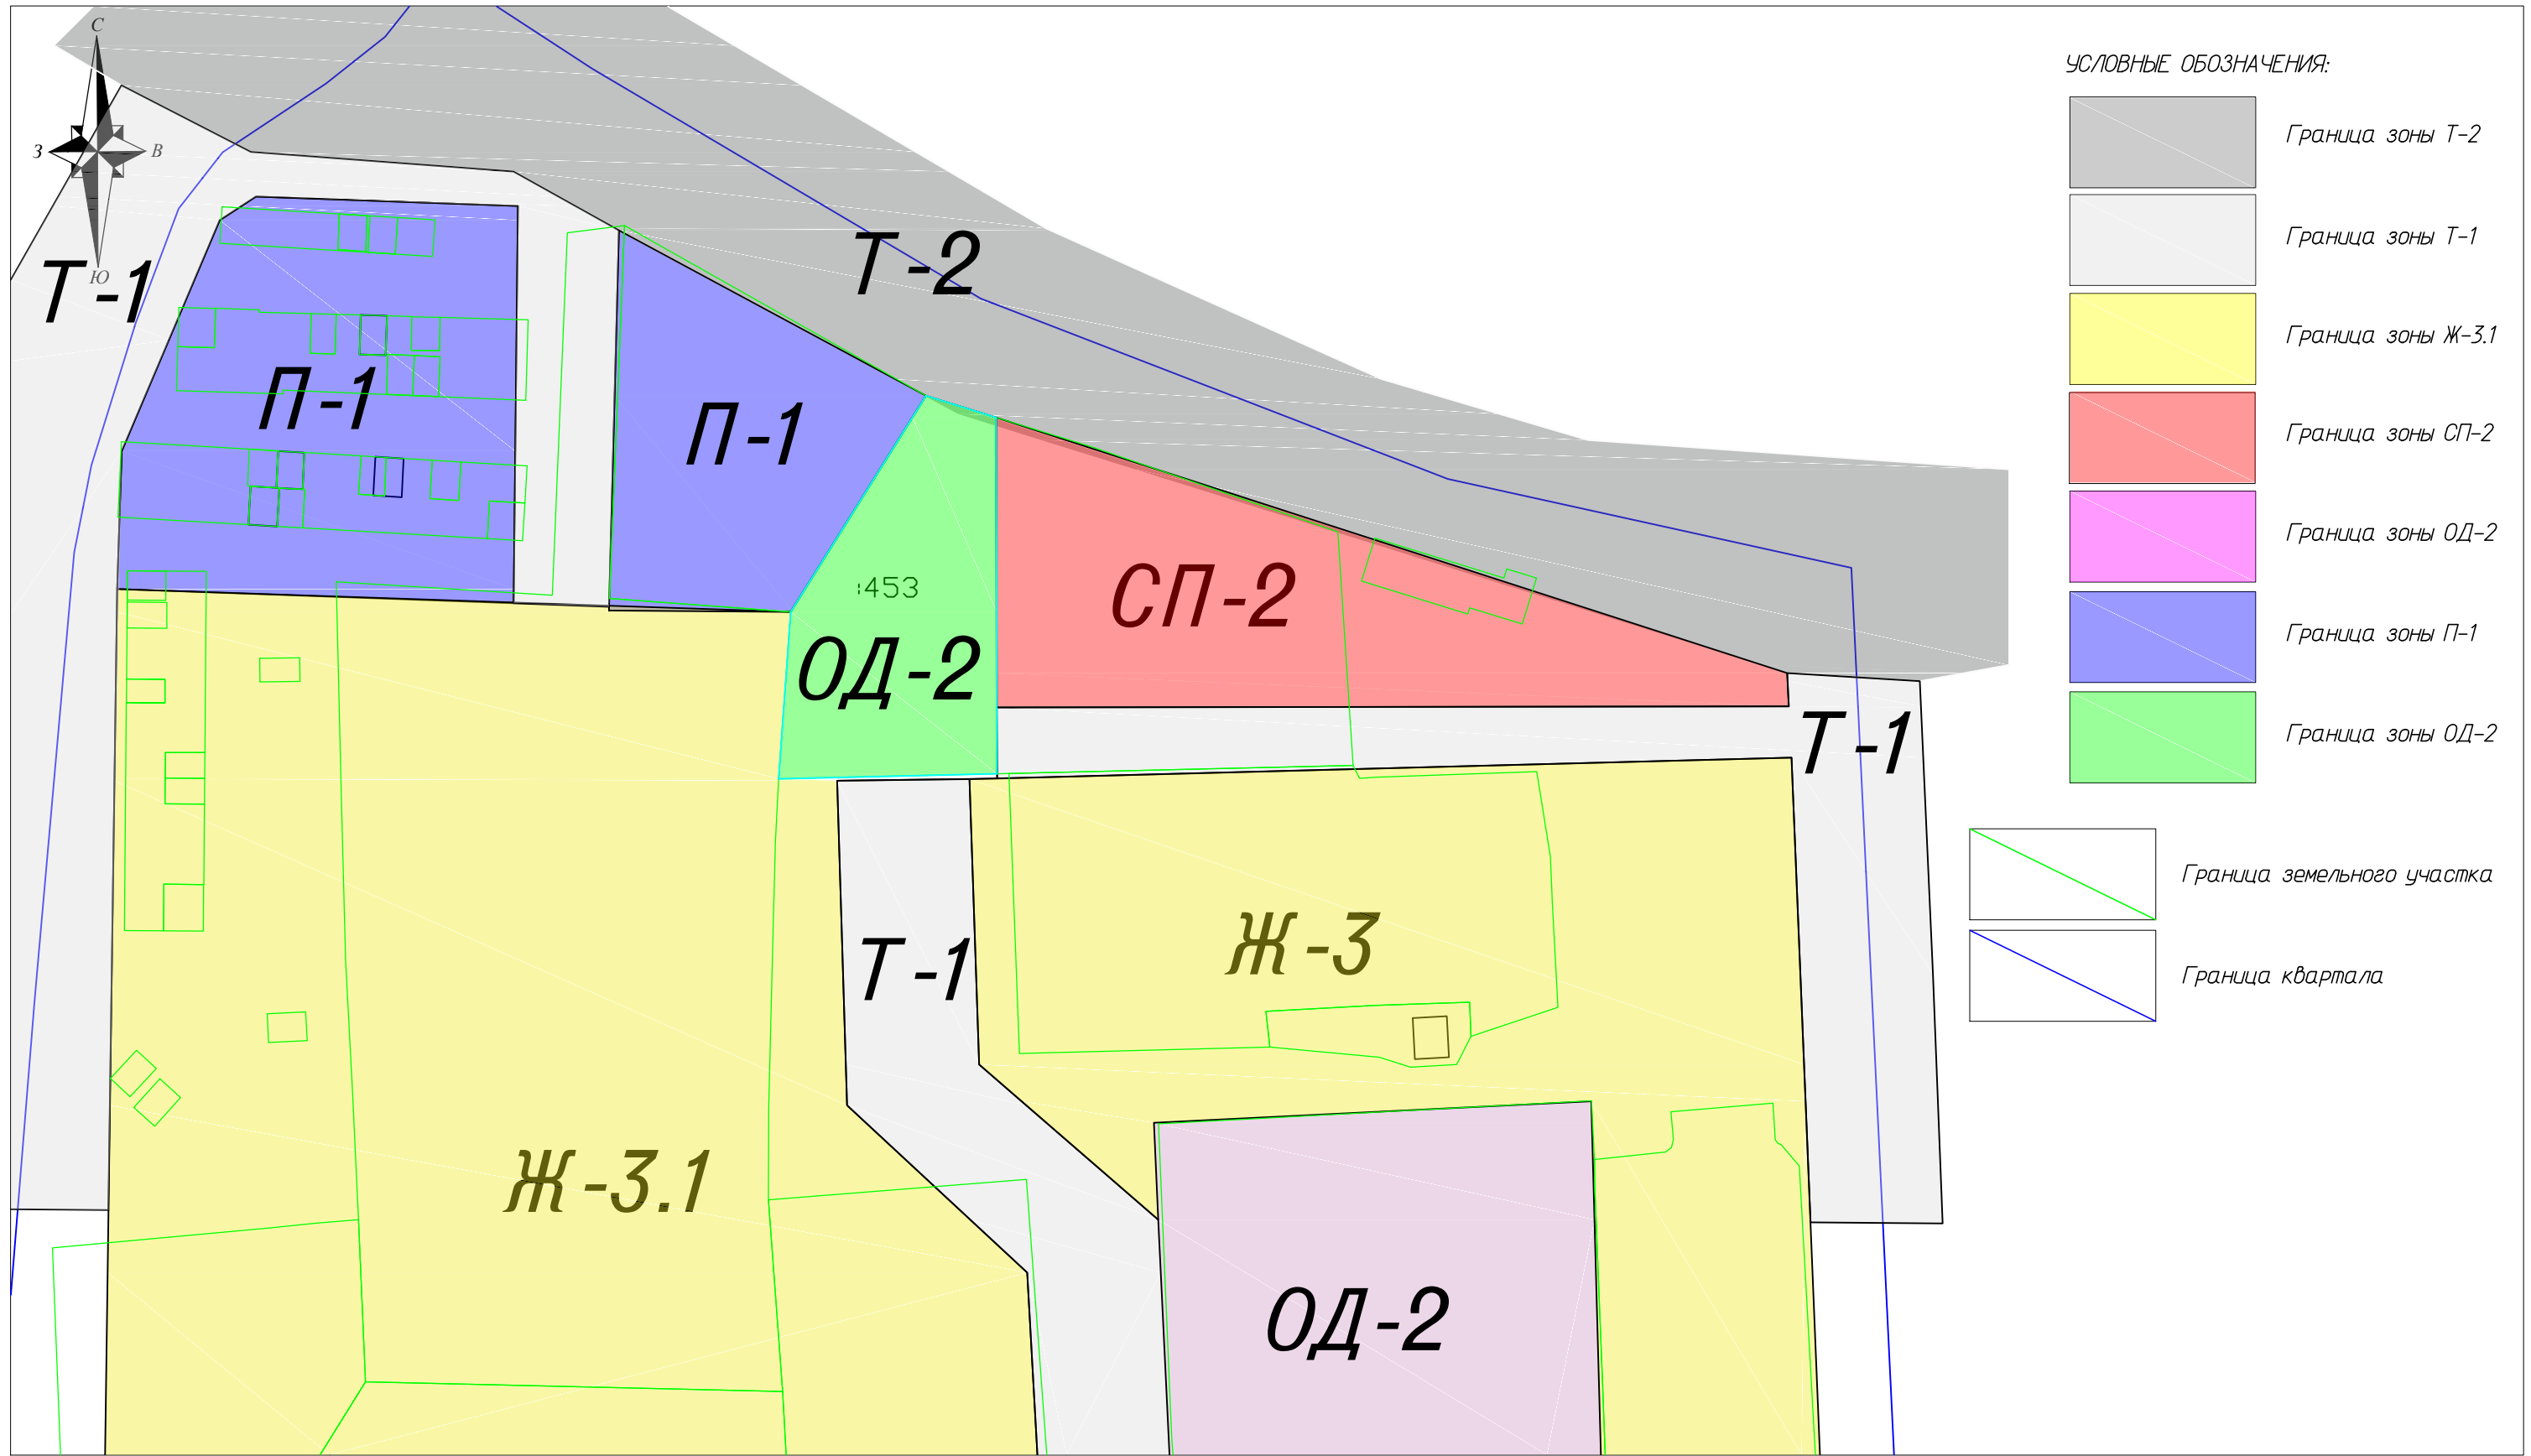 С
УСЛОВНЫЕ ОБОЗНАЧЕНИЯ:
Граница зоны Т-2
З
В
Граница зоны Т-1
Т-2
Ю
Т-1
Граница зоны Ж-3.1
П-1
П-1
Граница зоны СП-2
Граница зоны ОД-2
:453
СП-2
Граница зоны П-1
ОД-2
Т-1
Граница зоны ОД-2
Граница земельного участка
Ж-3
Т-1
Граница квартала
Ж-3.1
ОД-2